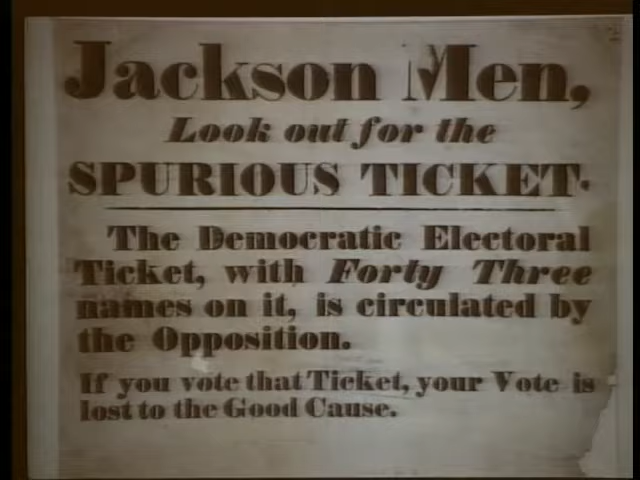 Jackson Men,
Look out for the
SPURIOUS TICKET.
The Democratic Electoral
Ticket, with Forty Three
names on it, is circulated by
the Opposition.
If you vote that Ticket, your Vote is
lost to the Good Cause.